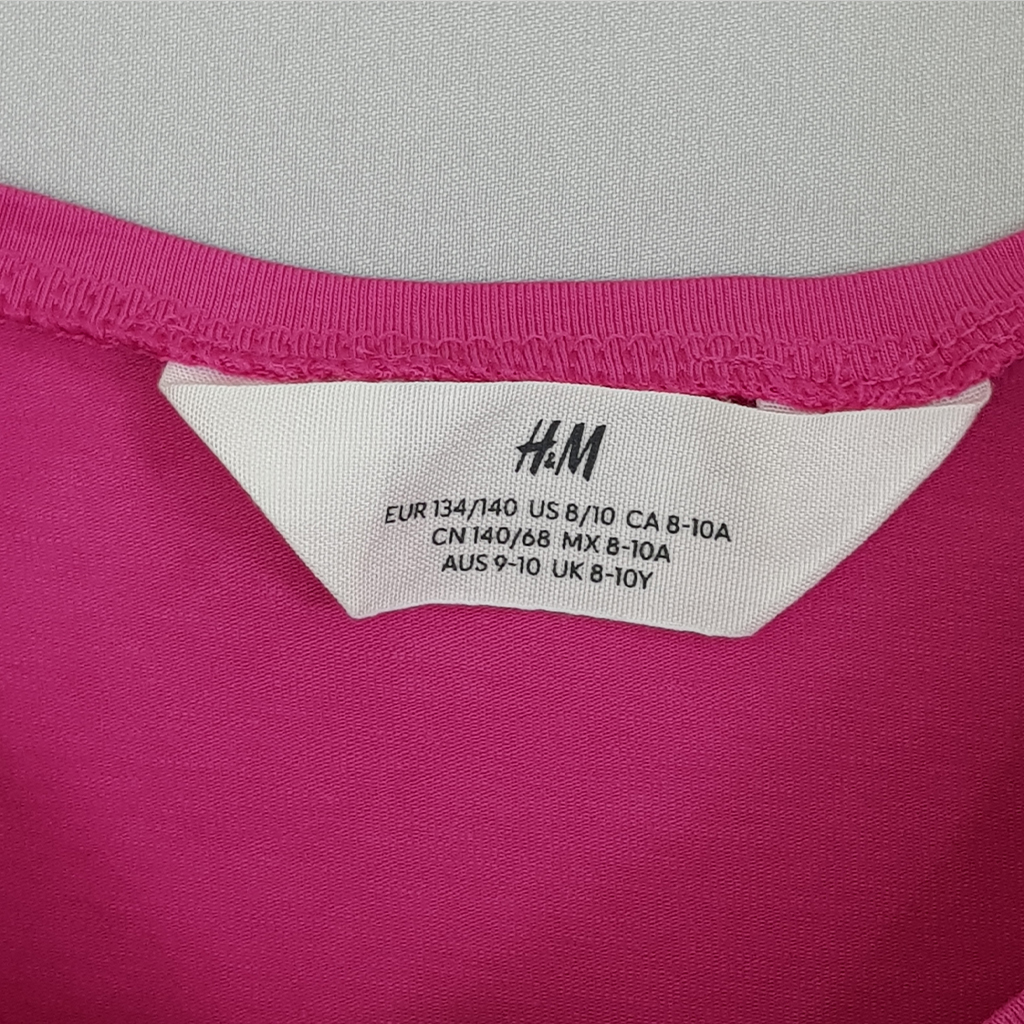 H&M
EUR 134/140 US 8/10 CA 8-10A
CN 140/68 MX 8-10A
AUS 9-10 UK 8-10Y